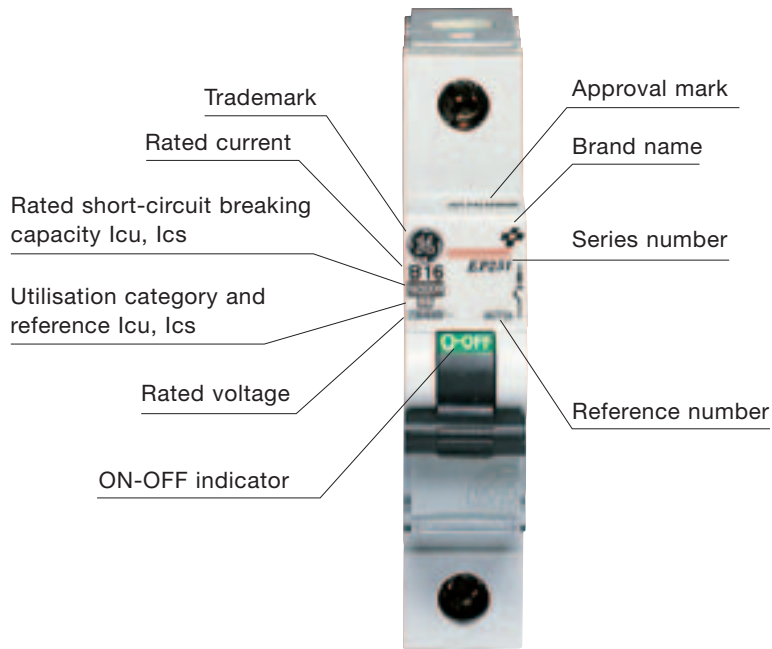 Trademark
Rated current
Rated short-circuit breaking
capacity Icu, Ics
Utilisation category and
reference Icu, Ics
Rated voltage
ON-OFF indicator
Approval mark
Brand name
Series number
Reference number
GE
B16
O-OFF